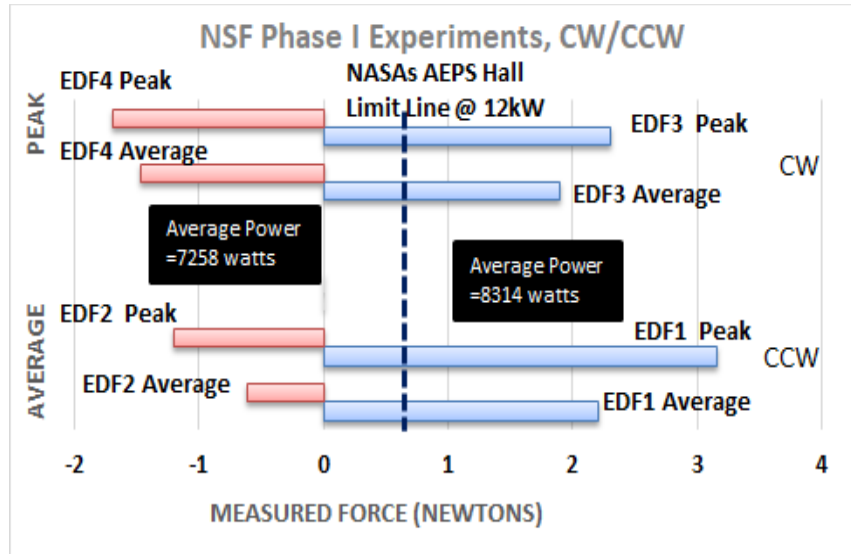 NSF Phase I Experiments, CW/CCW
EDF4 Peak
NASAs AEPS Hall
Limit Line @ 12kW
EDF3 Peak
PEAK
EDF4 Average
CW
EDF3 Average
Average Power
=7258 watts
Average Power
=8314 watts
EDF2 Peak
EDF1 Peak
AVERAGE
CCW
EDF2 Average
EDF1 Average
-2 -1 0 1 2 3 4
MEASURED FORCE (NEWTONS)